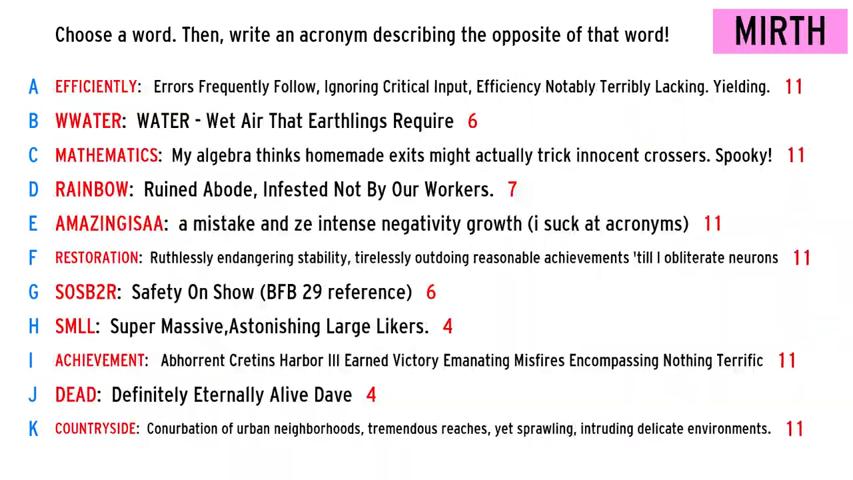 Choose a word. Then, write an acronym describing the opposite of that word!
MIRTH
A EFFICIENTLY: Errors Frequently Follow, Ignoring Critical Input, Efficiency Notably Terribly Lacking. Yielding. 11
B WWATER: WATER - Wet Air That Earthlings Require 6
C MATHEMATICS: My algebra thinks homemade exits might actually trick innocent crossers. Spooky! 11
D RAINBOW: Ruined Abode, Infested Not By Our Workers. 7
E AMAZINGISAA: a mistake and ze intense negativity growth (i suck at acronyms) 11
F RESTORATION: Ruthlessly endangering stability, tirelessly outdoing reasonable achievements 'till I obliterate neurons 11
G SOSB2R: Safety On Show (BFB 29 reference) 6
H SMLL: Super Massive,Astonishing Large Likers. 4
I ACHIEVEMENT: Abhorrent Cretins Harbor Ill Earned Victory Emanating Misfires Encompassing Nothing Terrific 11
J DEAD: Definitely Eternally Alive Dave 4
K COUNTRYSIDE: Conurbation of urban neighborhoods, tremendous reaches, yet sprawling, intruding delicate environments. 11